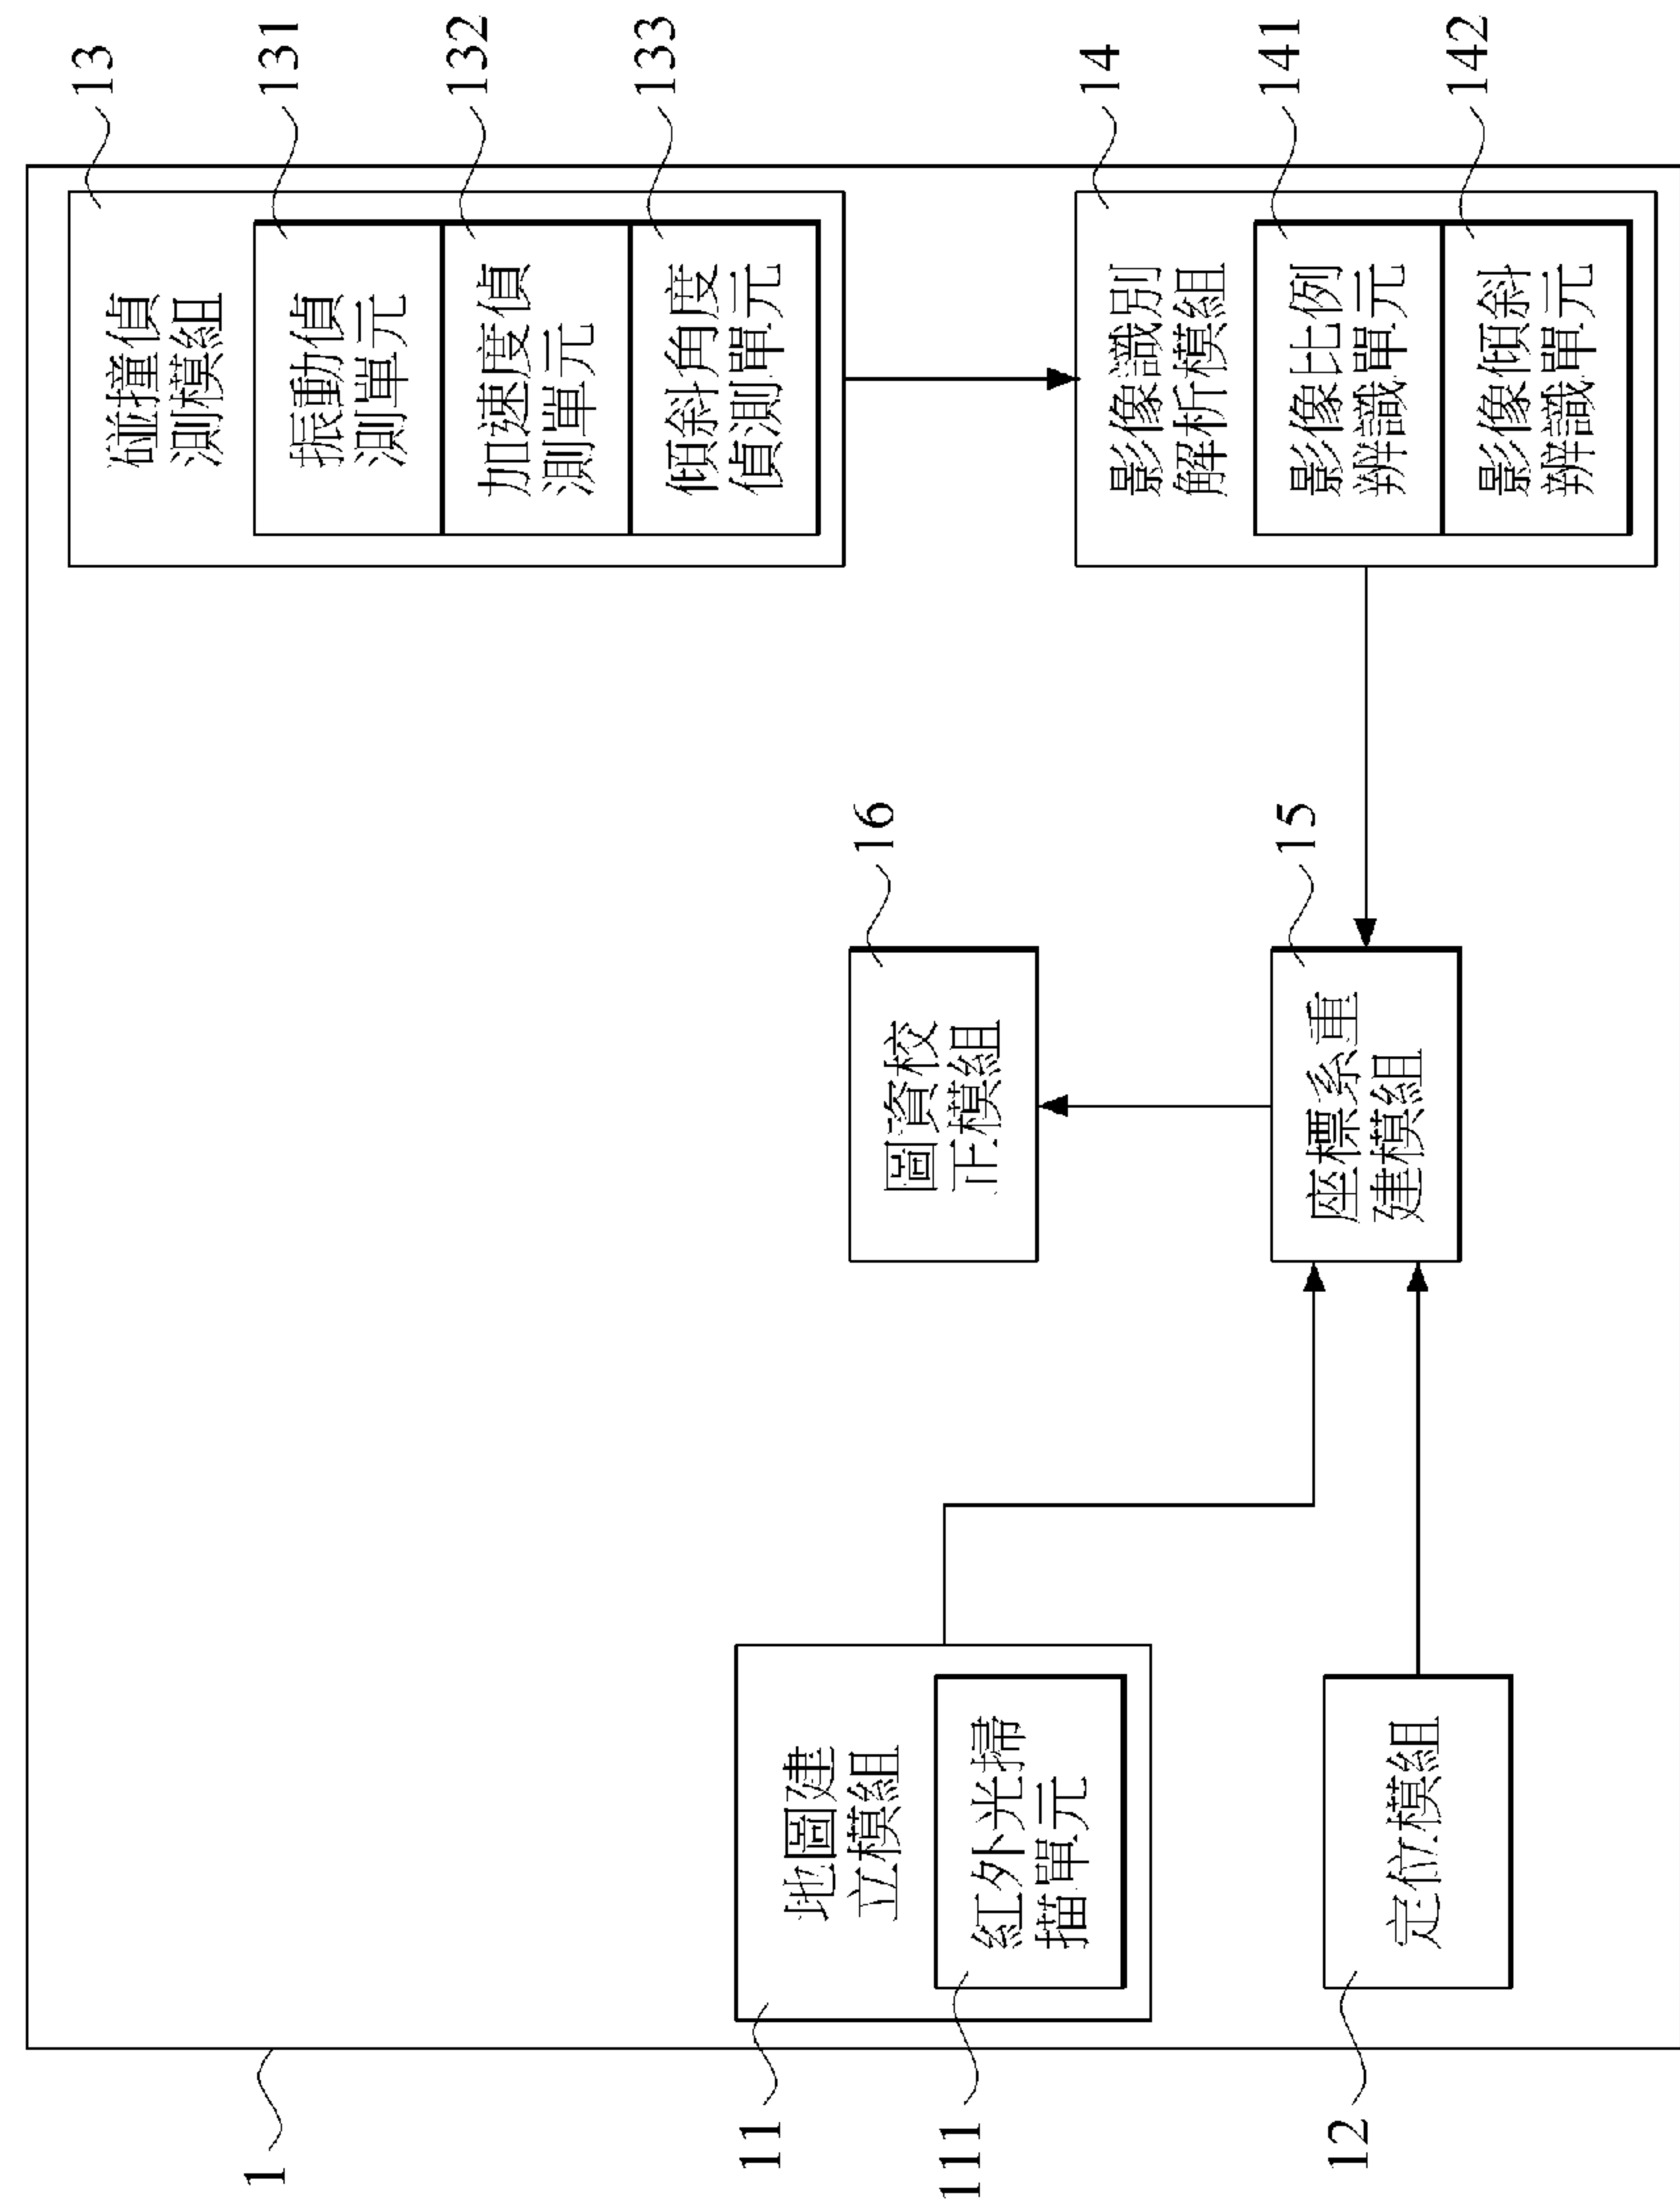 1
11
地圖建
立模組
111
紅外光掃
描單元
12
定位模組
圖資校
正模組
16
座標系重
建模組
15
碰撞偵
測模組
13
振動偵
測單元
131
加速度偵
測單元
132
傾斜角度
偵測單元
133
影像識別
解析模組
14
影像比例
辨識單元
141
影像傾斜
辨識單元
142